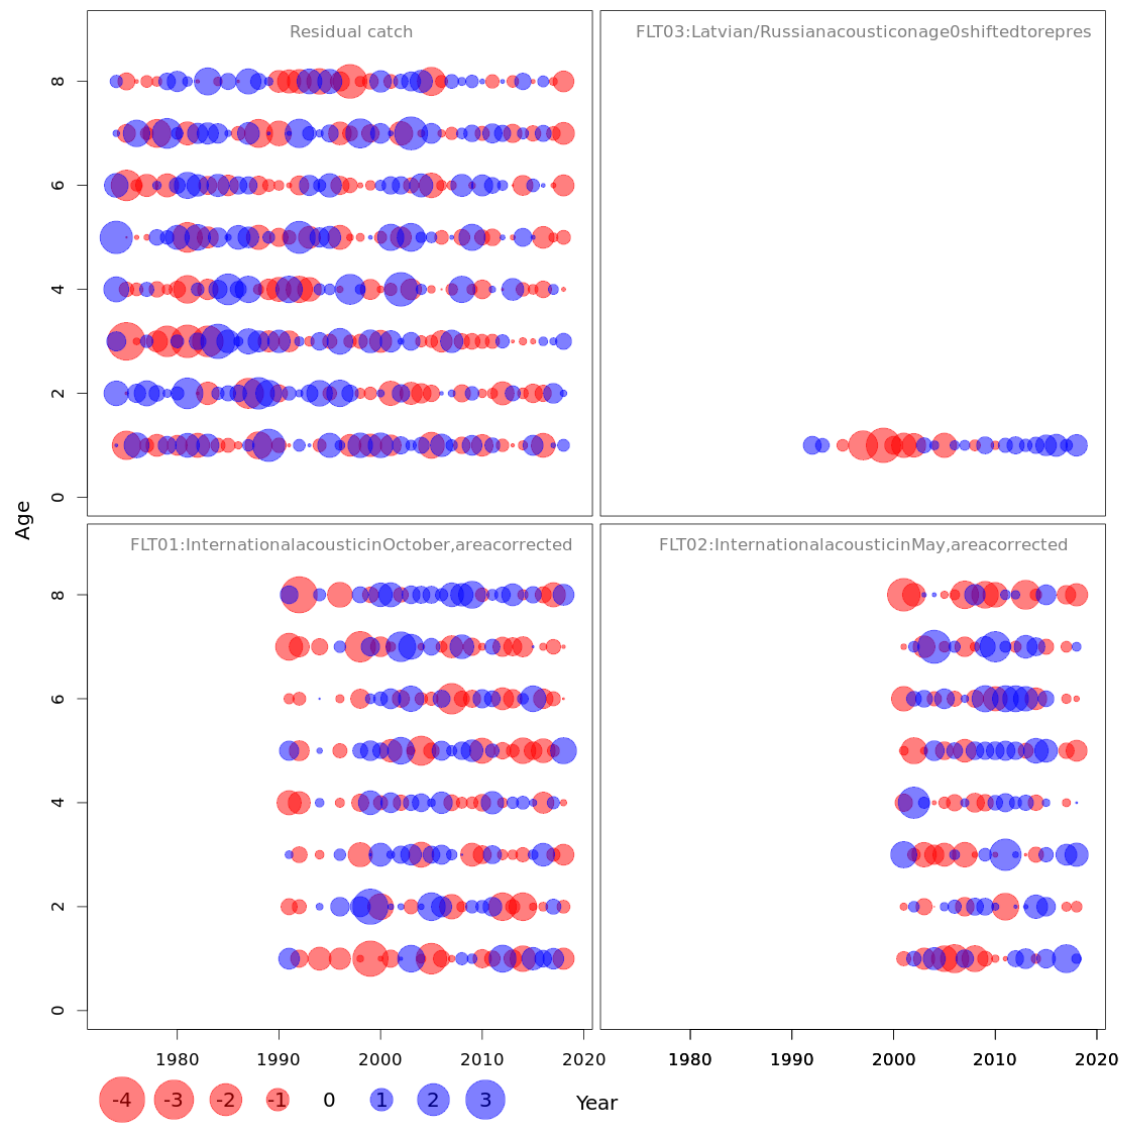 Residual catch
FLT03:Latvian/Russianacousticonage0shiftedtorepres
8
6
4
2
0
Age
FLT01:InternationalacousticinOctober,areacorrected
FLT02:InternationalacousticinMay,areacorrected
8
6
4
2
0
1980 1990 2000 2010 2020 1980 1990 2000 2010 2020
-4 -3 -2 -1 0 1 2 3 Year